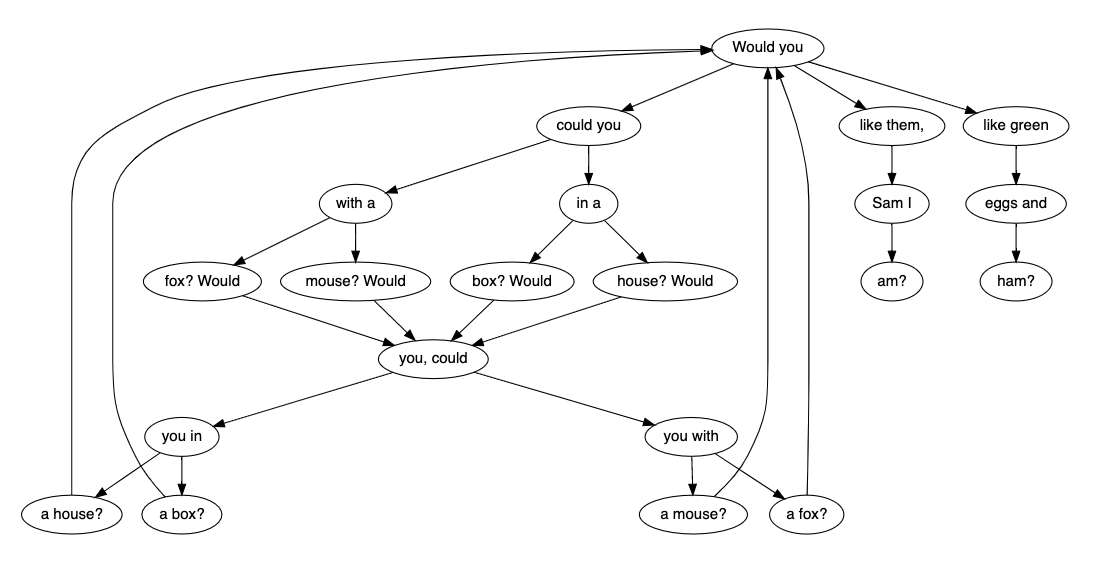 Would you
could you
like them,
like green
with a
in a
Sam I
eggs and
fox? Would
mouse? Would
box? Would
house? Would
am?
ham?
you, could
you in
you with
a house?
a box?
a mouse?
a fox?